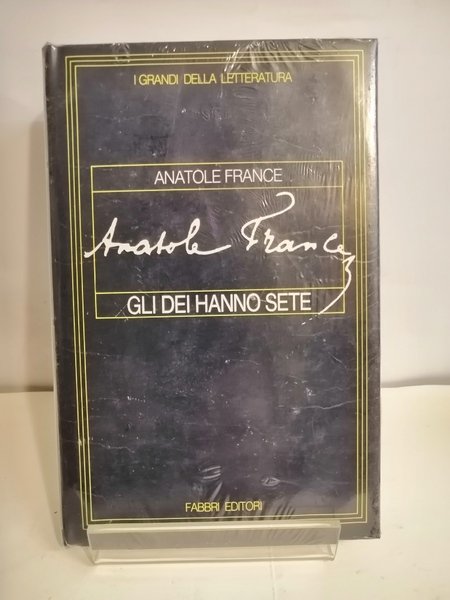 I GRANDI DELLA LETTERATURA
ANATOLE FRANCE
Anatole France
GLI DEI HANNO SETE
FABBRI EDITORI